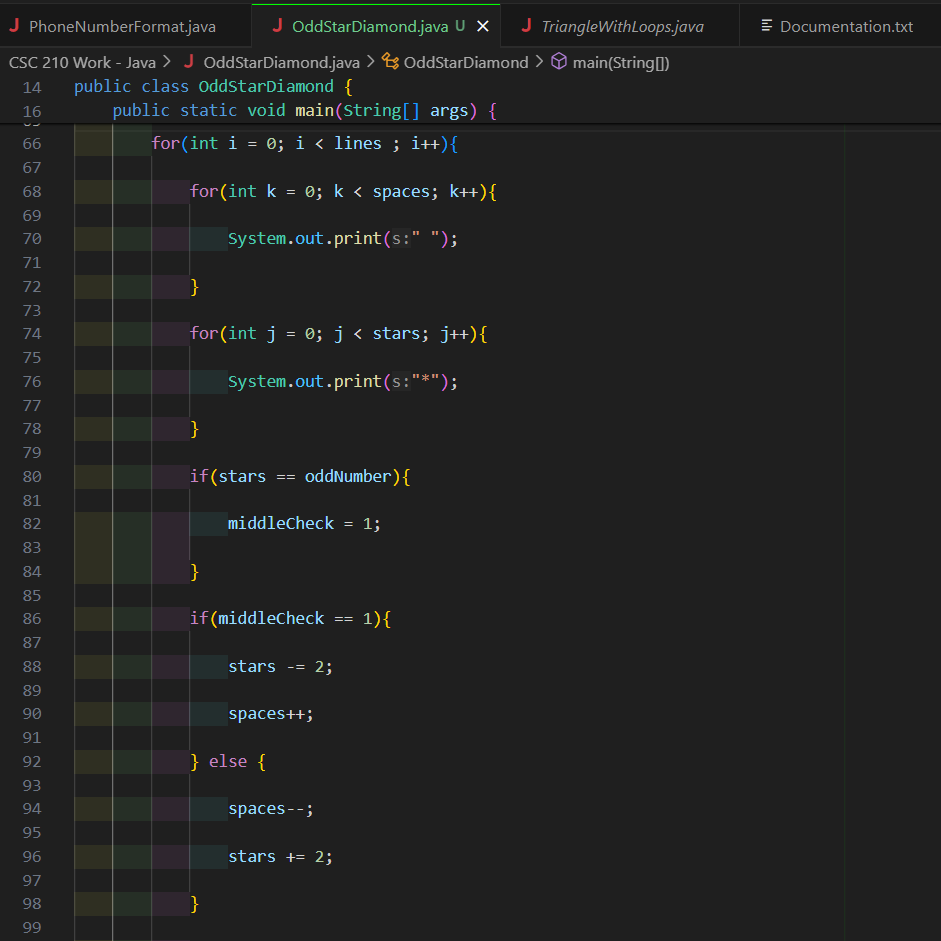 PhoneNumberFormat.java OddStarDiamond.java U TriangleWithLoops.java Documentation.txt
CSC 210 Work - Java > OddStarDiamond.java > OddStarDiamond > main(String[])
14 public class OddStarDiamond {
16 public static void main(String[] args) {
66 for(int i = 0; i < lines ; i++){
67
68 for(int k = 0; k < spaces; k++){
69
70 System.out.print(s:" ");
71
72 }
73
74 for(int j = 0; j < stars; j++){
75
76 System.out.print(s:"*");
77
78 }
79
80 if(stars == oddNumber){
81
82 middleCheck = 1;
83
84 }
85
86 if(middleCheck == 1){
87
88 stars -= 2;
89
90 spaces++;
91
92 } else {
93
94 spaces--;
95
96 stars += 2;
97
98 }
99